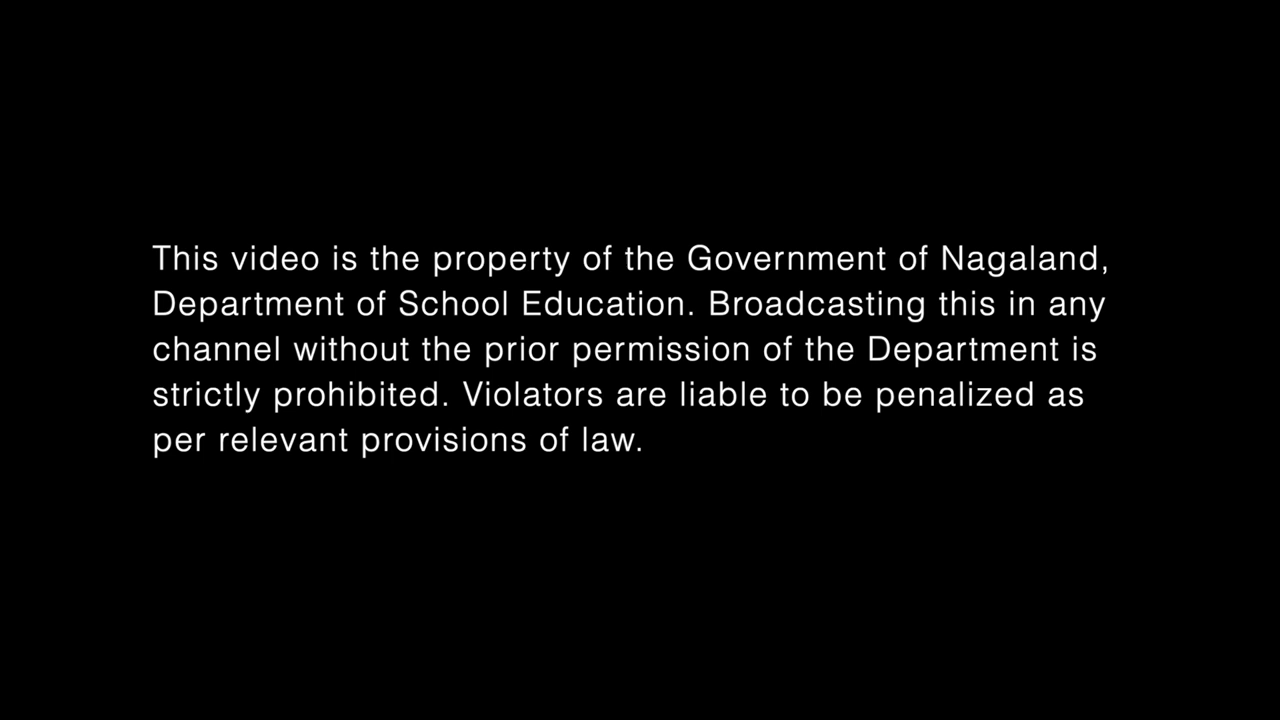 This video is the property of the Government of Nagaland,
Department of School Education. Broadcasting this in any
channel without the prior permission of the Department is
strictly prohibited. Violators are liable to be penalized as
per relevant provisions of law.